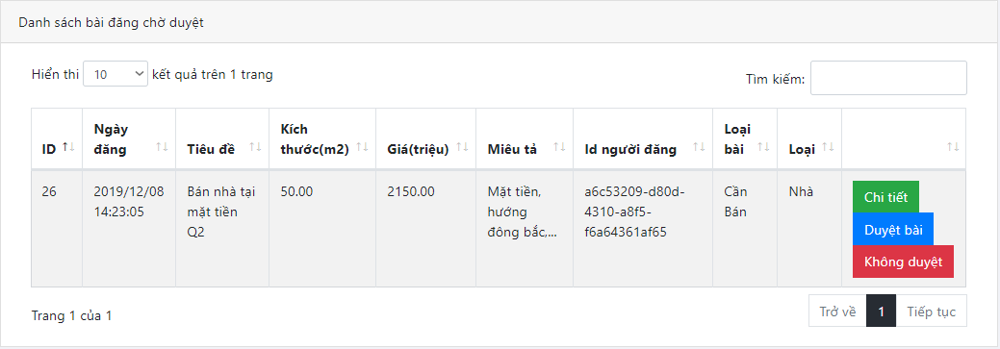 Danh sách bài đăng chờ duyệt
Hiển thi 10 kết quả trên 1 trang
Tìm kiếm:
ID
Ngày
đăng
Tiêu đề
Kích
thước(m2)
Giá(triệu)
Miêu tả
Id người đăng
Loại
bài
Loại
26
2019/12/08
14:23:05
Bán nhà tại
mặt tiền
Q2
50.00
2150.00
Mặt tiền,
hướng
đông bắc,...
a6c53209-d80d-
4310-a8f5-
f6a64361af65
Cần
Bán
Nhà
Chi tiết
Duyệt bài
Không duyệt
Trang 1 của 1
Trở về 1 Tiếp tục